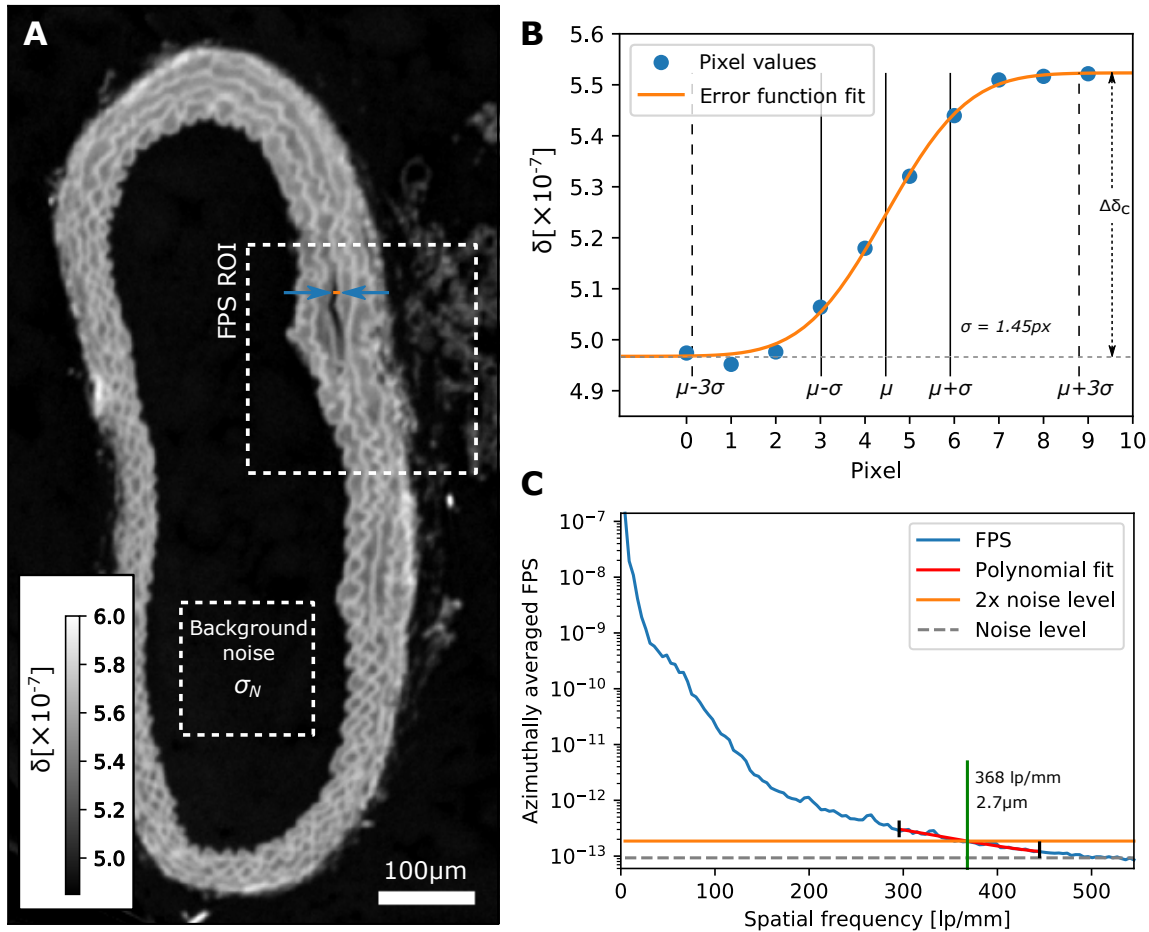 A
FPS ROI
Background
noise
σN
δ[×10⁻⁷]
6.0
5.8
5.6
5.4
5.2
5.0
100μm
B
5.6
5.5
5.4
5.3
5.2
5.1
5.0
4.9
δ[×10⁻⁷]
Pixel values
Error function fit
Δδc
σ = 1.45px
μ-3σ
μ-σ
μ
μ+σ
μ+3σ
0 1 2 3 4 5 6 7 8 9 10
Pixel
C
10⁻⁷
10⁻⁸
10⁻⁹
10⁻¹⁰
10⁻¹¹
10⁻¹²
10⁻¹³
Azimuthally averaged FPS
FPS
Polynomial fit
2x noise level
Noise level
368 lp/mm
2.7μm
0 100 200 300 400 500
Spatial frequency [lp/mm]